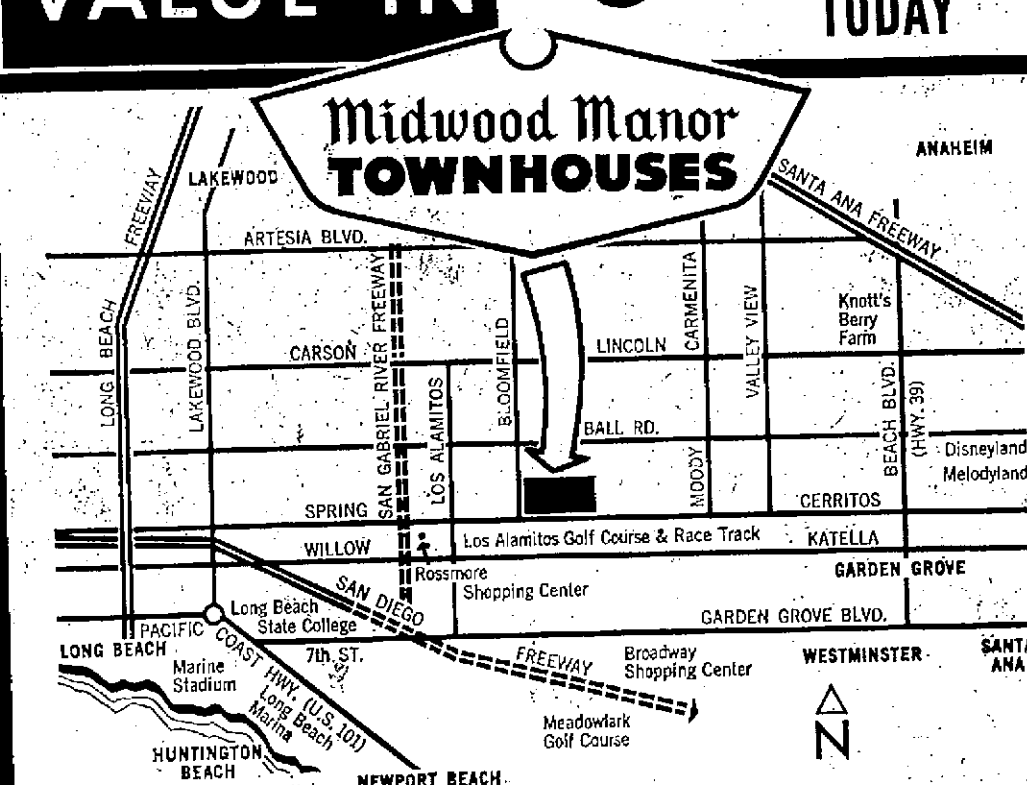 VALUE IN
TODAY
Midwood Manor
TOWNHOUSES
ANAHEIM
LAKEWOOD
FREEWAY
SANTA ANA FREEWAY
ARTESIA BLVD.
LONG BEACH
LAKEWOOD BLVD.
SAN GABRIEL RIVER FREEWAY
BLOOMFIELD
CARMENITA
VALLEY VIEW
Knott's
Berry
Farm
CARSON
LINCOLN
LOS ALAMITOS
BALL RD.
BEACH BLVD.
(HWY. 39)
Disneyland
Melodyland
MOODY
SPRING
CERRITOS
WILLOW
Los Alamitos Golf Course & Race Track
KATELLA
Rossmore
Shopping Center
GARDEN GROVE
SAN DIEGO
FREEWAY
Long Beach
State College
GARDEN GROVE BLVD.
PACIFIC COAST HWY. (U.S. 101)
7th ST.
LONG BEACH
Marine
Stadium
Long Beach
Marina
Broadway
Shopping Center
WESTMINSTER
SANTA
ANA
Meadowlark
Golf Course
N
HUNTINGTON
BEACH
NEWPORT BEACH